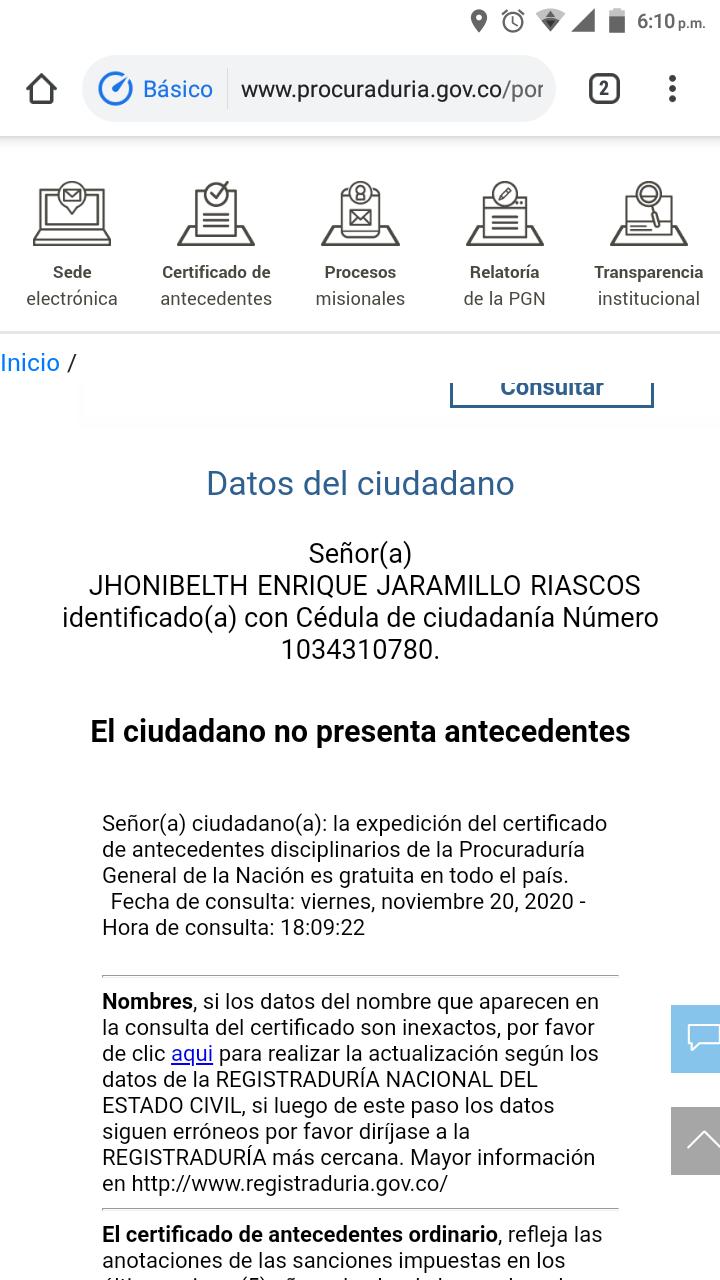 6:10 p.m.
2
Básico www.procuraduria.gov.co/por
Sede electrónica
Certificado de antecedentes
Procesos misionales
Relatoría de la PGN
Transparencia institucional
Inicio /
Consultar
Datos del ciudadano
Señor(a)
JHONIBELTH ENRIQUE JARAMILLO RIASCOS
identificado(a) con Cédula de ciudadanía Número
1034310780.
El ciudadano no presenta antecedentes
Señor(a) ciudadano(a): la expedición del certificado
de antecedentes disciplinarios de la Procuraduría
General de la Nación es gratuita en todo el país.
Fecha de consulta: viernes, noviembre 20, 2020 -
Hora de consulta: 18:09:22
Nombres, si los datos del nombre que aparecen en
la consulta del certificado son inexactos, por favor
de clic aqui para realizar la actualización según los
datos de la REGISTRADURÍA NACIONAL DEL
ESTADO CIVIL, si luego de este paso los datos
siguen erróneos por favor diríjase a la
REGISTRADURÍA más cercana. Mayor información
en http://www.registraduria.gov.co/
El certificado de antecedentes ordinario, refleja las
anotaciones de las sanciones impuestas en los